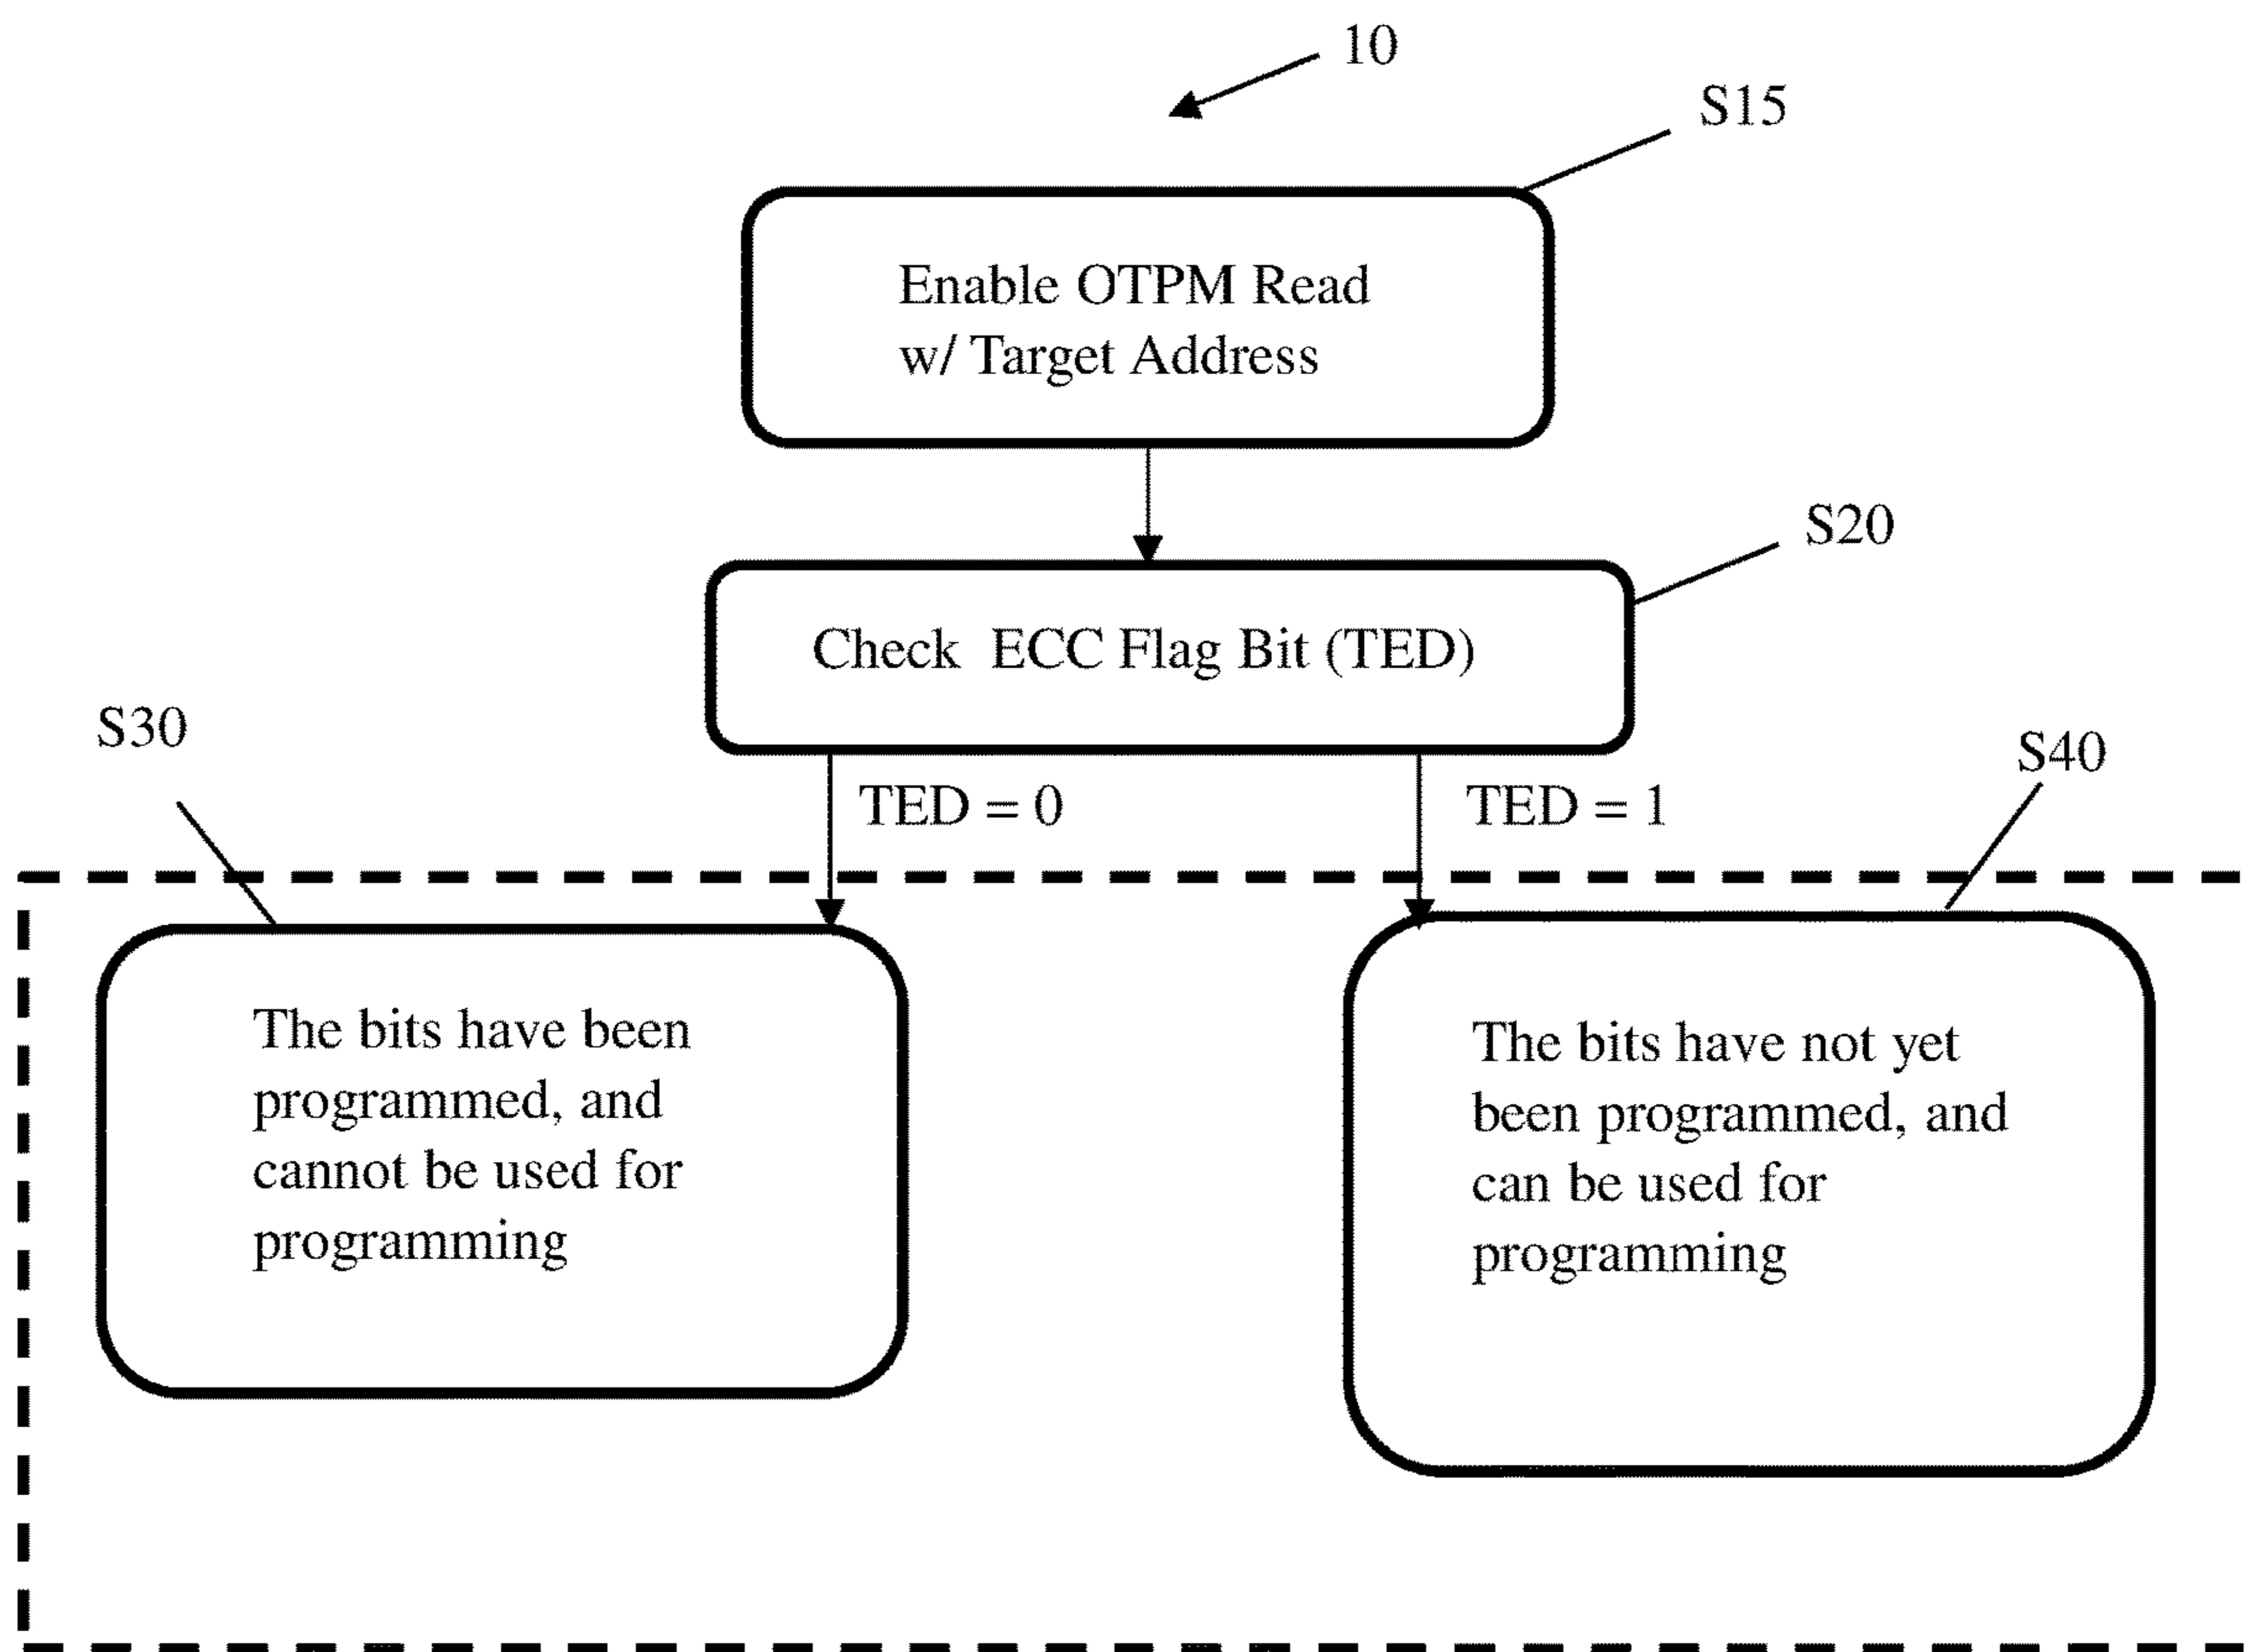 10
S15
Enable OTPM Read
w/ Target Address
S20
Check ECC Flag Bit (TED)
S30
S40
TED = 0
TED = 1
The bits have been
programmed, and
cannot be used for
programming
The bits have not yet
been programmed, and
can be used for
programming